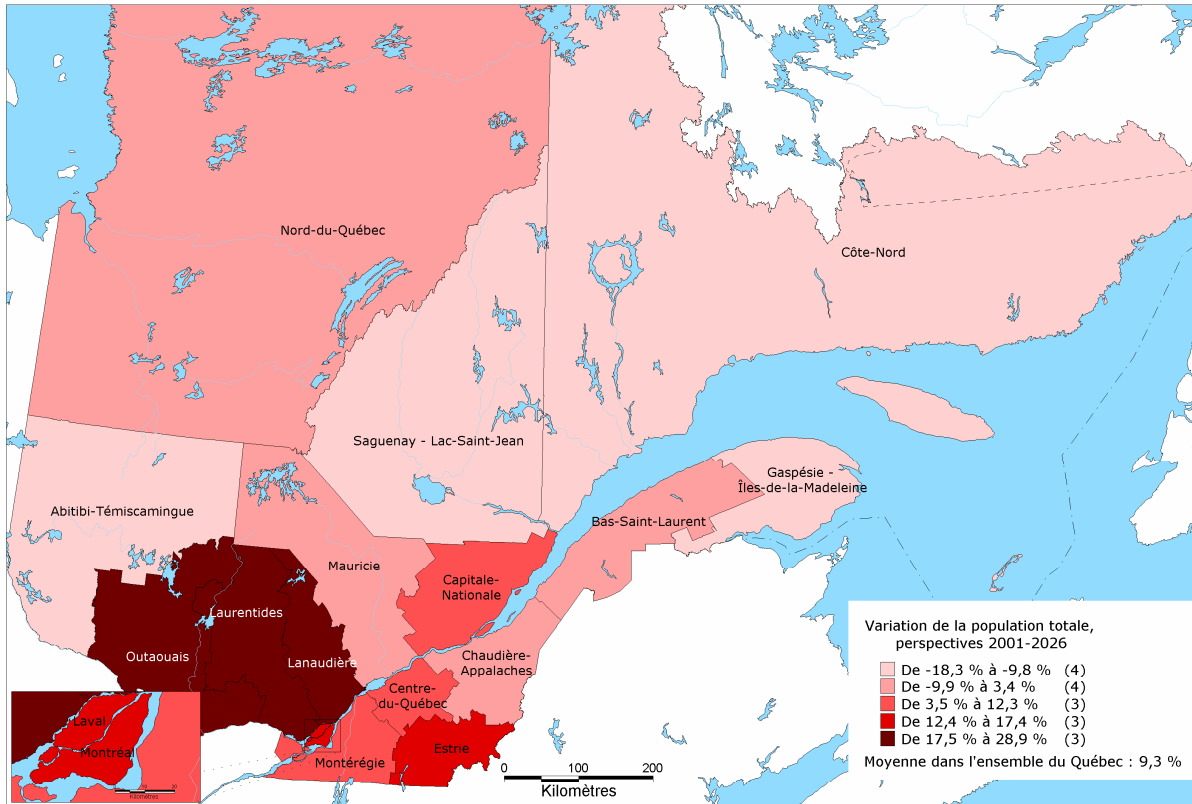 Nord-du-Québec
Côte-Nord
Saguenay - Lac-Saint-Jean
Gaspésie -
Îles-de-la-Madeleine
Abitibi-Témiscamingue
Bas-Saint-Laurent
Mauricie
Capitale-
Nationale
Laurentides
Outaouais
Lanaudière
Chaudière-
Appalaches
Centre-
du-Québec
Laval
Montréal
Estrie
Montérégie
0 100 200
Kilomètres
Kilomètres
Variation de la population totale,
perspectives 2001-2026
De -18,3 % à -9,8 % (4)
De -9,9 % à 3,4 % (4)
De 3,5 % à 12,3 % (3)
De 12,4 % à 17,4 % (3)
De 17,5 % à 28,9 % (3)
Moyenne dans l'ensemble du Québec : 9,3 %